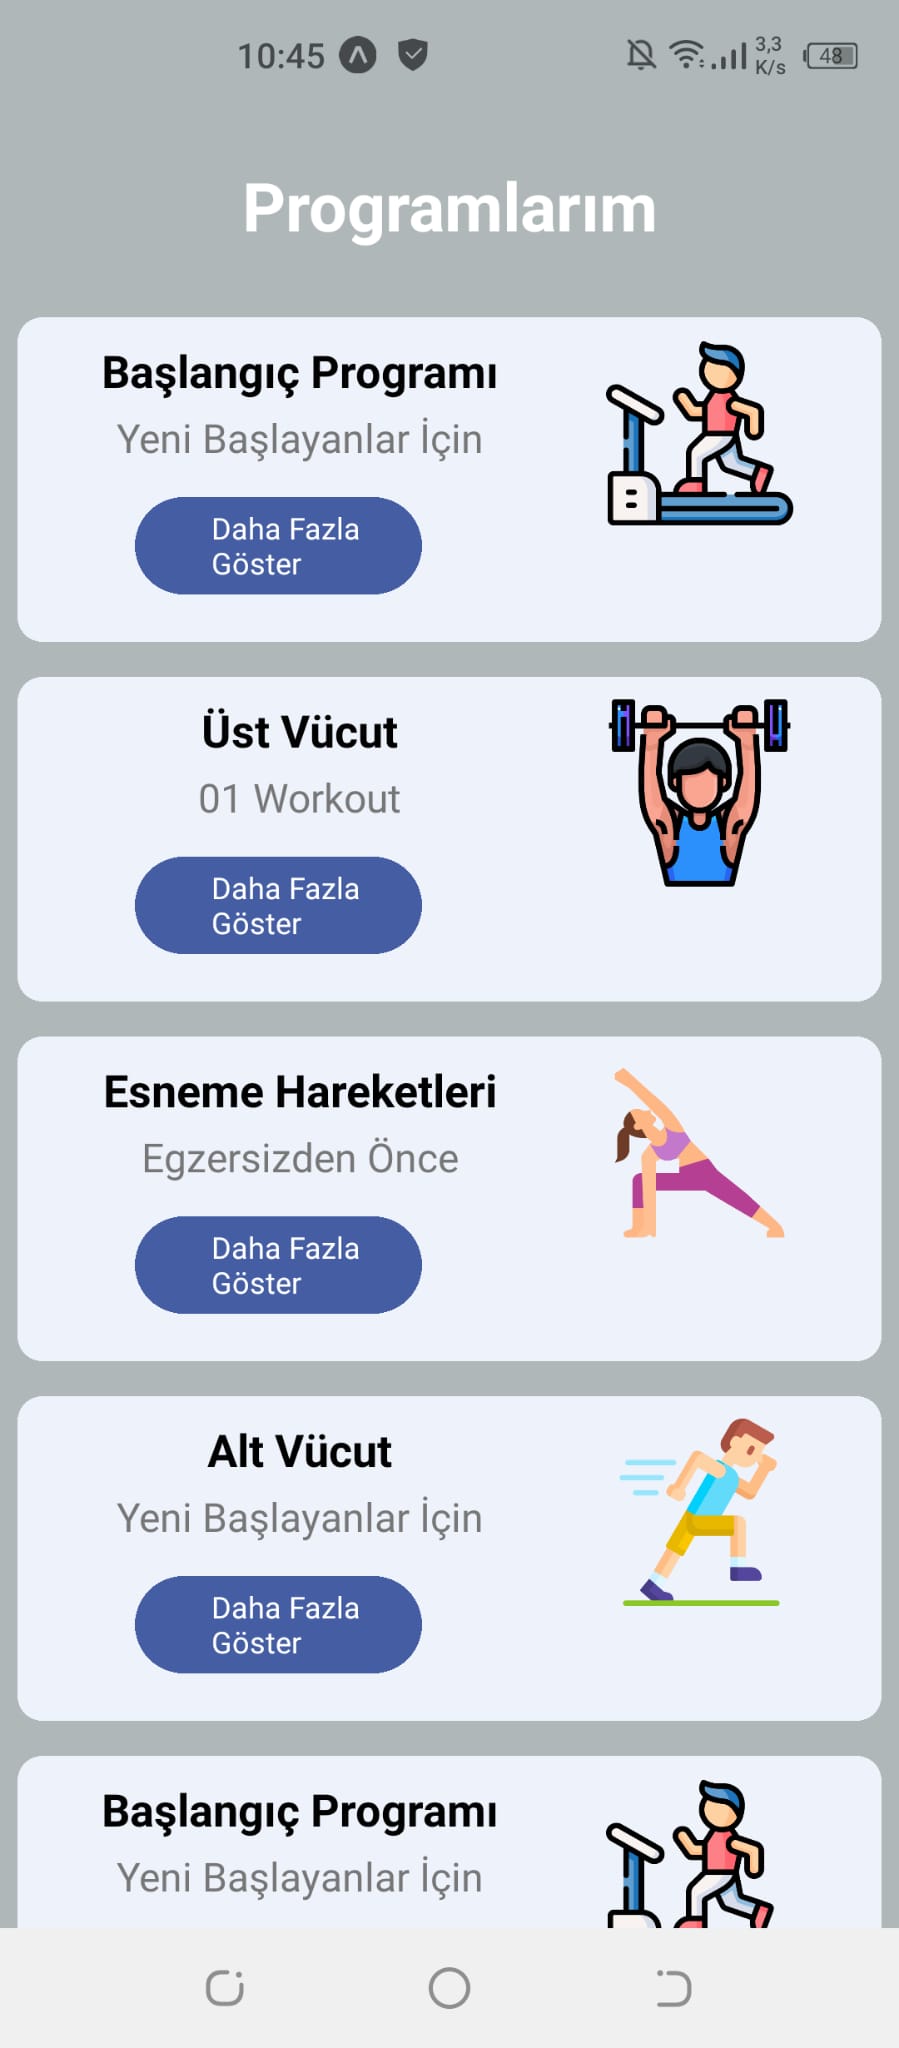 10:45
3,3
K/s
48
Programlarım
Başlangıç Programı
Yeni Başlayanlar İçin
Daha Fazla
Göster
Üst Vücut
01 Workout
Daha Fazla
Göster
Esneme Hareketleri
Egzersizden Önce
Daha Fazla
Göster
Alt Vücut
Yeni Başlayanlar İçin
Daha Fazla
Göster
Başlangıç Programı
Yeni Başlayanlar İçin